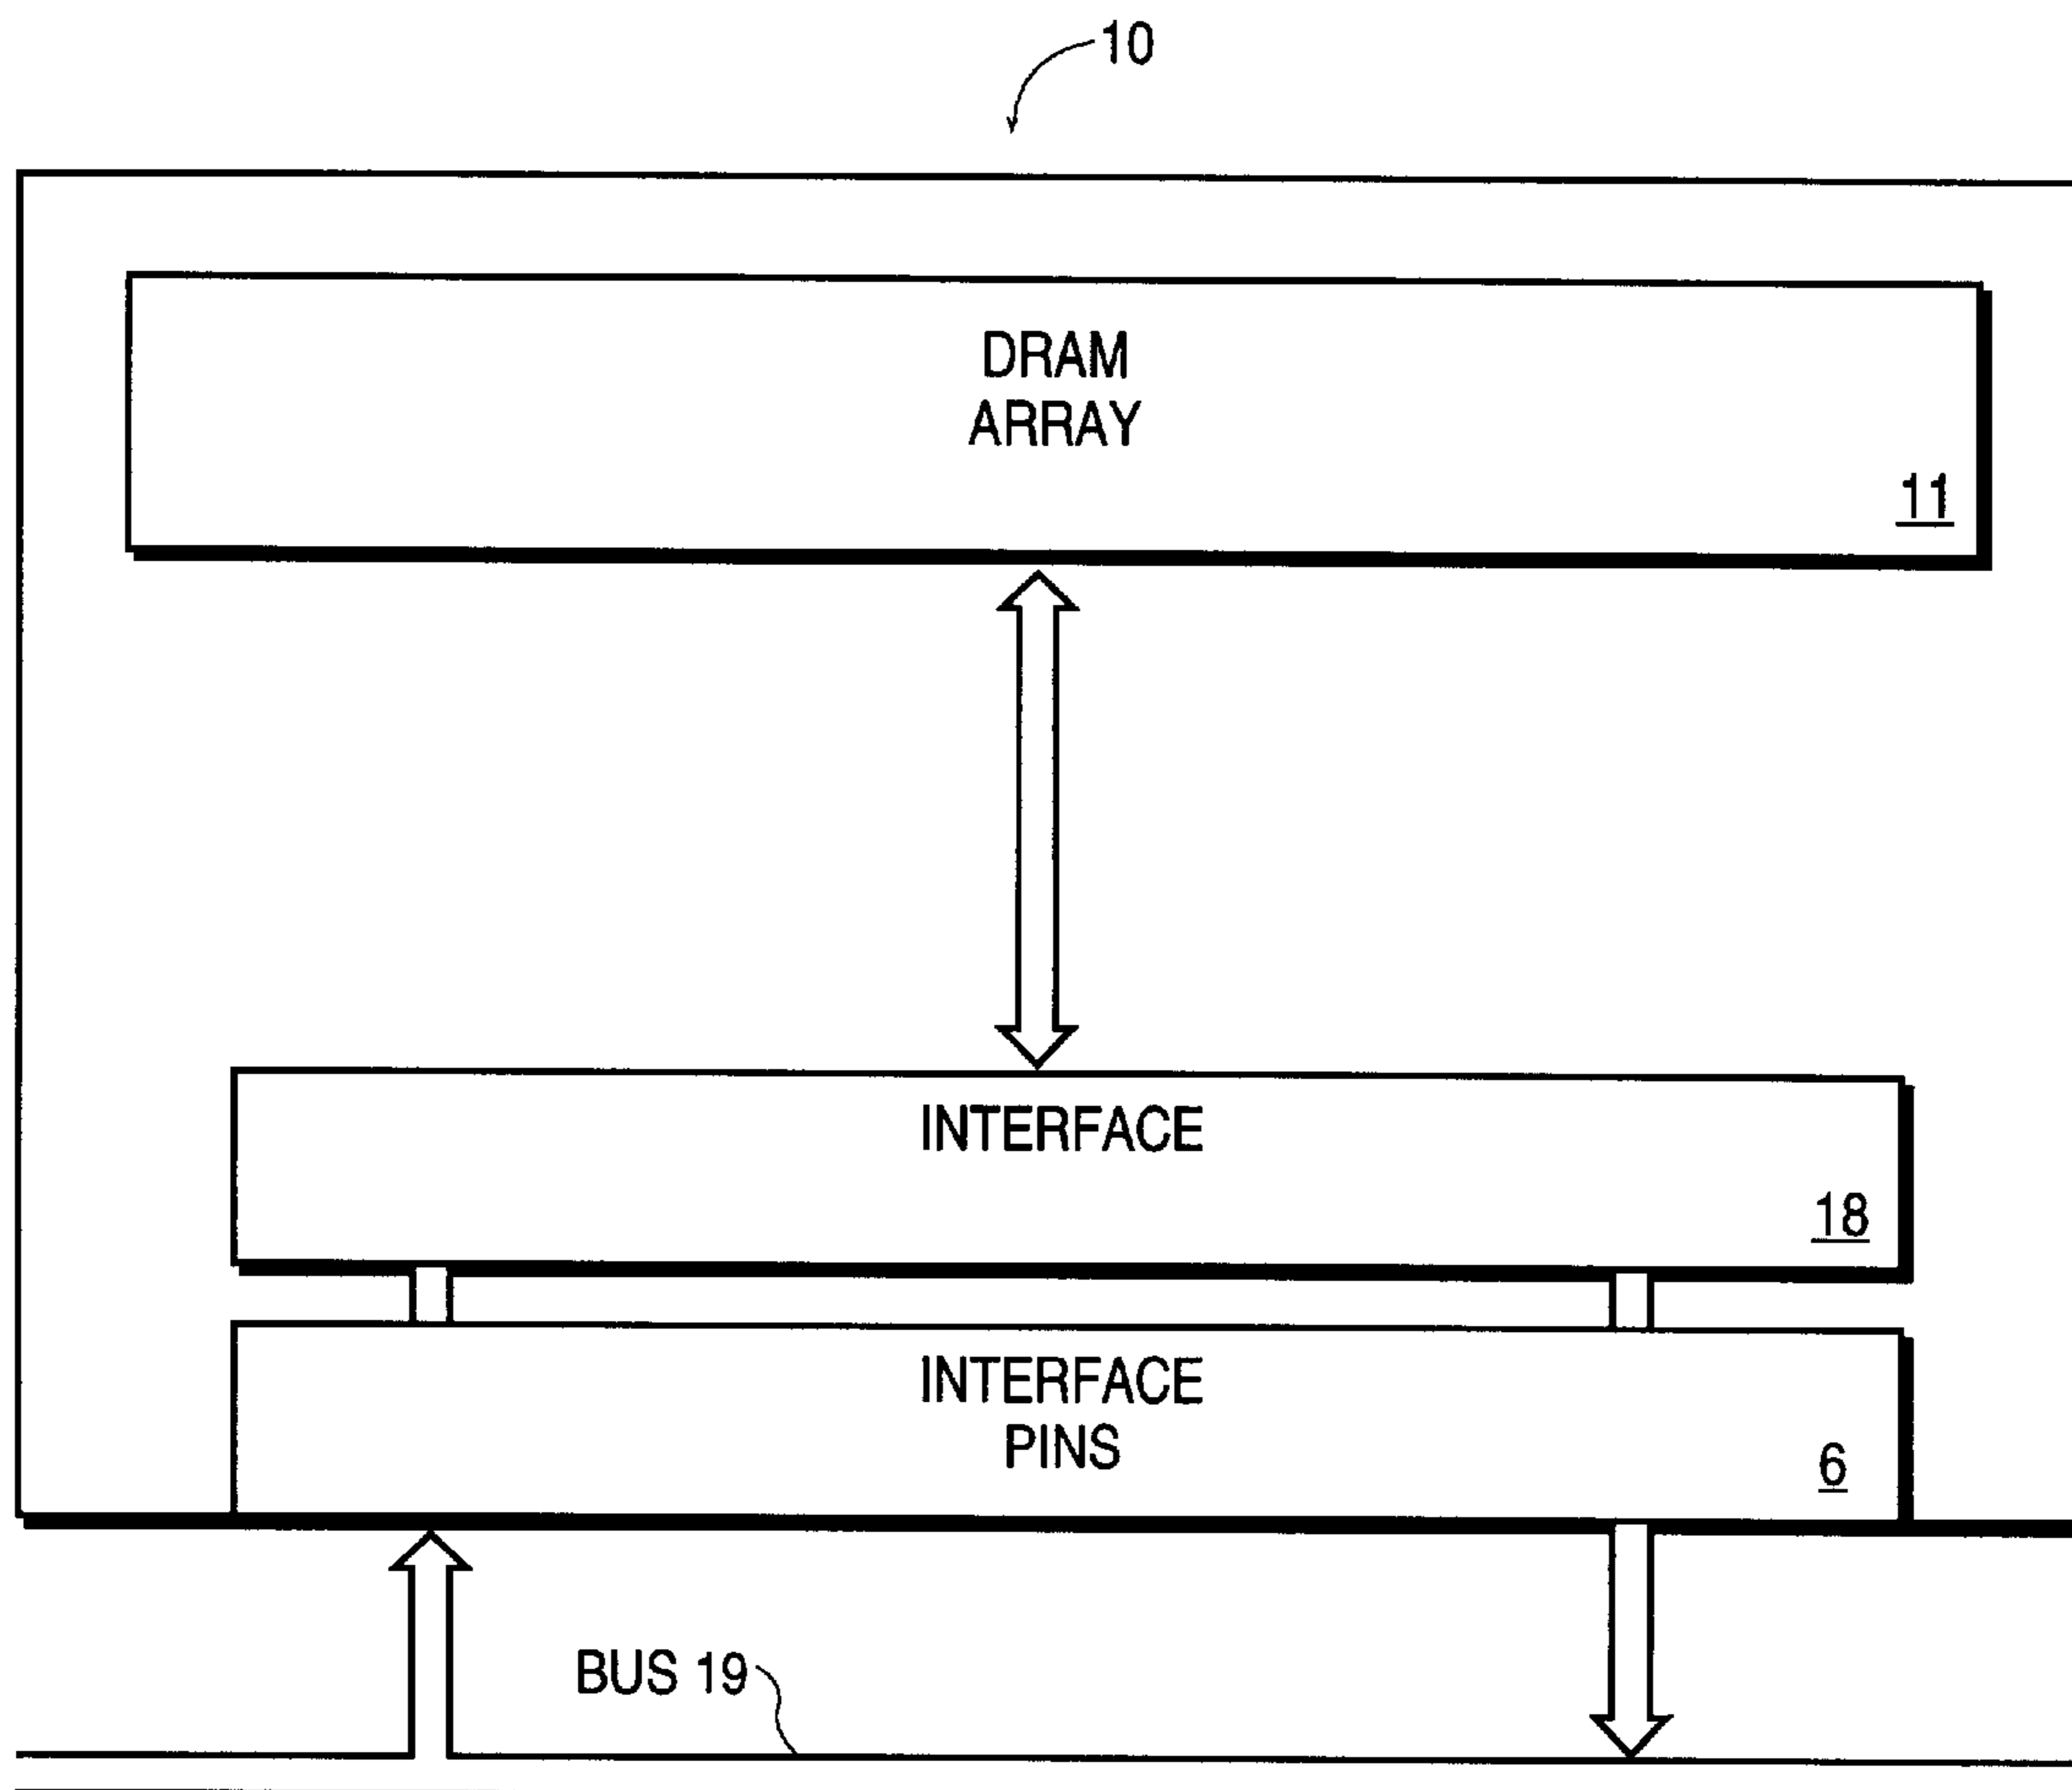 10
DRAM
ARRAY
11
INTERFACE
18
INTERFACE
PINS
6
BUS 19